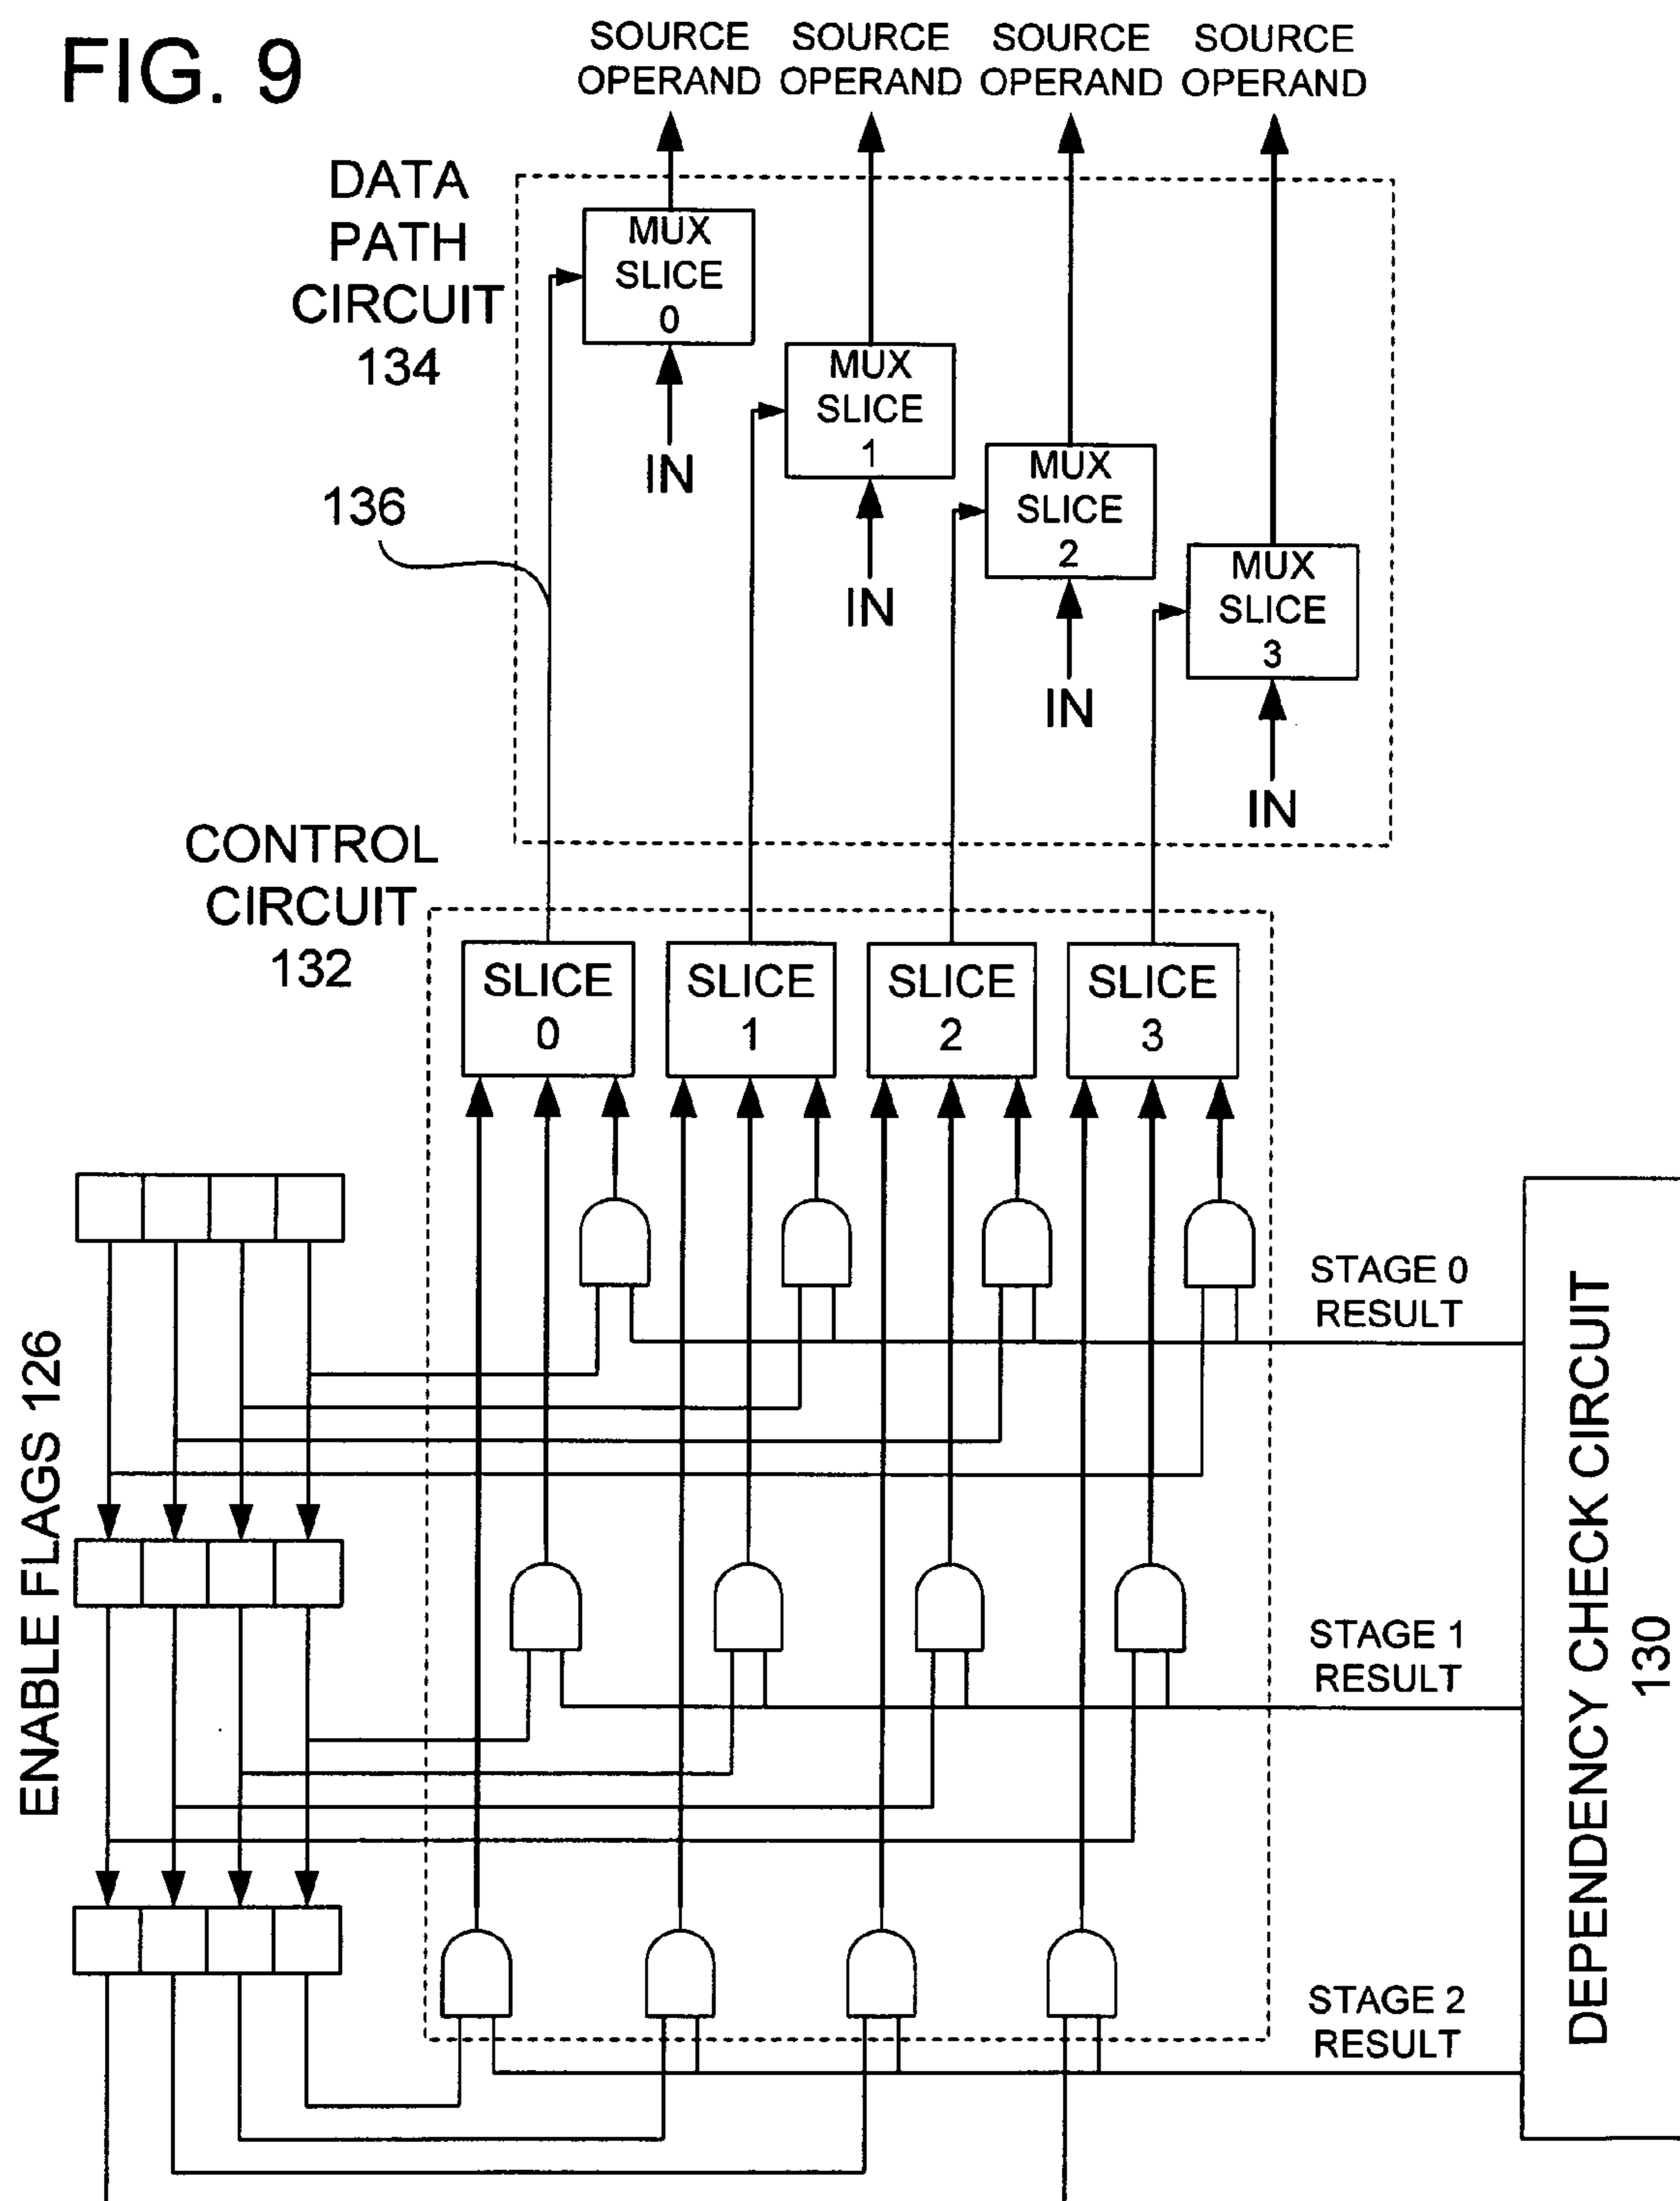 FIG. 9
SOURCE OPERAND
SOURCE OPERAND
SOURCE OPERAND
SOURCE OPERAND
DATA
PATH
CIRCUIT
134
MUX
SLICE
0
IN
MUX
SLICE
1
IN
MUX
SLICE
2
IN
MUX
SLICE
3
IN
136
CONTROL
CIRCUIT
132
SLICE
0
SLICE
1
SLICE
2
SLICE
3
ENABLE FLAGS 126
STAGE 0
RESULT
STAGE 1
RESULT
STAGE 2
RESULT
DEPENDENCY CHECK CIRCUIT
130